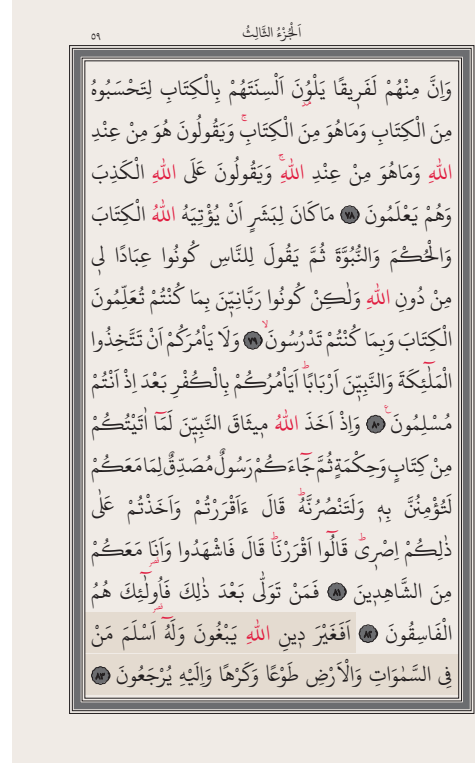 اَلْجُزْءُ الثَّالِثُ
٥٩
وَاِنَّ مِنْهُمْ لَفَر۪يقًا يَلْوُ۫نَ اَلْسِنَتَهُمْ بِالْكِتَابِ لِتَحْسَبُوهُ
مِنَ الْكِتَابِ وَمَاهُوَ مِنَ الْكِتَابِۚ وَيَقُولُونَ هُوَ مِنْ عِنْدِ
اللّٰهِ وَمَاهُوَ مِنْ عِنْدِ اللّٰهِۚ وَيَقُولُونَ عَلَى اللّٰهِ الْكَذِبَ
وَهُمْ يَعْلَمُونَ ﴿٧٨﴾ مَاكَانَ لِبَشَرٍ اَنْ يُؤْتِيَهُ اللّٰهُ الْكِتَابَ
وَالْحُكْمَ وَالنُّبُوَّةَ ثُمَّ يَقُولَ لِلنَّاسِ كُونُوا عِبَادًا ل۪ي
مِنْ دُونِ اللّٰهِ وَلٰكِنْ كُونُوا رَبَّانِيّ۪نَ بِمَا كُنْتُمْ تُعَلِّمُونَ
الْكِتَابَ وَبِمَا كُنْتُمْ تَدْرُسُونَۙ ﴿٧٩﴾ وَلَا يَأْمُرَكُمْ اَنْ تَتَّخِذُوا
الْمَلٰٓئِكَةَ وَالنَّبِيّ۪نَ اَرْبَابًاۜ اَيَأْمُرُكُمْ بِالْكُفْرِ بَعْدَ اِذْ اَنْتُمْ
مُسْلِمُونَ۟ ﴿٨٠﴾ وَاِذْ اَخَذَ اللّٰهُ م۪يثَاقَ النَّبِيّ۪نَ لَمَٓا اٰتَيْتُكُمْ
مِنْ كِتَابٍ وَحِكْمَةٍ ثُمَّ جَٓاءَكُمْ رَسُولٌ مُصَدِّقٌ لِمَا مَعَكُمْ
لَتُؤْمِنُنَّ بِه۪ وَلَتَنْصُرُنَّهُۜ قَالَ ءَاَقْرَرْتُمْ وَاَخَذْتُمْ عَلٰى
ذٰلِكُمْ اِصْر۪يۜ قَالُٓوا اَقْرَرْنَاۜ قَالَ فَاشْهَدُوا وَاَنَا۬ مَعَكُمْ
مِنَ الشَّاهِد۪ينَ ﴿٨١﴾ فَمَنْ تَوَلّٰى بَعْدَ ذٰلِكَ فَاُو۬لٰٓئِكَ هُمُ
الْفَاسِقُونَ ﴿٨٢﴾ اَفَغَيْرَ د۪ينِ اللّٰهِ يَبْغُونَ وَلَهُٓ اَسْلَمَ مَنْ
فِي السَّمٰوَاتِ وَالْاَرْضِ طَوْعًا وَكَرْهًا وَاِلَيْهِ يُرْجَعُونَ ﴿٨٣﴾